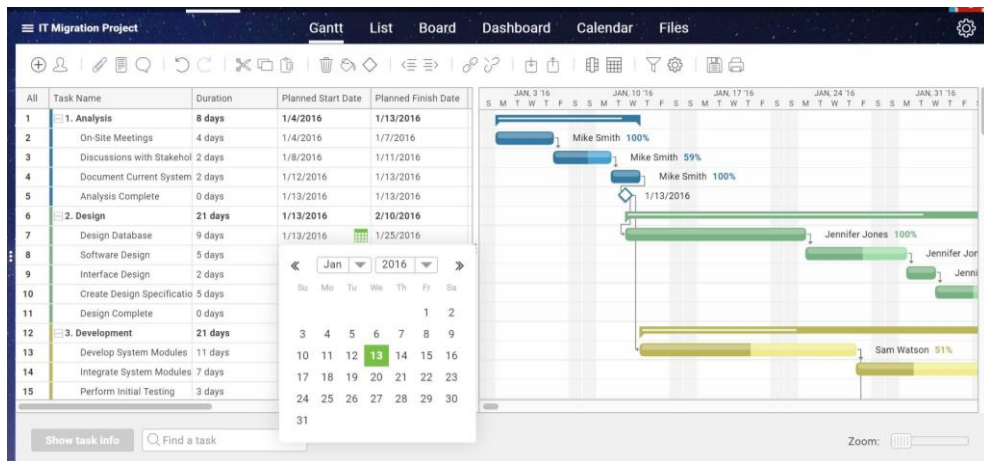 IT Migration Project Gantt List Board Dashboard Calendar Files
All Task Name Duration Planned Start Date Planned Finish Date JAN, 3 '16 JAN, 10 '16 JAN, 17 '16 JAN, 24 '16 JAN, 31 '16
S M T W T F S S M T W T F S S M T W T F S S M T W T F S S M T W T F
1 1. Analysis 8 days 1/4/2016 1/13/2016
2 On-Site Meetings 4 days 1/4/2016 1/7/2016 Mike Smith 100%
3 Discussions with Stakehol 2 days 1/8/2016 1/11/2016 Mike Smith 59%
4 Document Current System 2 days 1/12/2016 1/13/2016 Mike Smith 100%
5 Analysis Complete 0 days 1/13/2016 1/13/2016 1/13/2016
6 2. Design 21 days 1/13/2016 2/10/2016
7 Design Database 9 days 1/13/2016 1/25/2016 Jennifer Jones 100%
8 Software Design 5 days Jennifer Jor
9 Interface Design 2 days Jenni
10 Create Design Specificatio 5 days
11 Design Complete 0 days
12 3. Development 21 days
13 Develop System Modules 11 days Sam Watson 51%
14 Integrate System Modules 7 days
15 Perform Initial Testing 3 days
Jan 2016
Su Mo Tu We Th Fr Sa
1 2
3 4 5 6 7 8 9
10 11 12 13 14 15 16
17 18 19 20 21 22 23
24 25 26 27 28 29 30
31
Show task info Find a task Zoom: